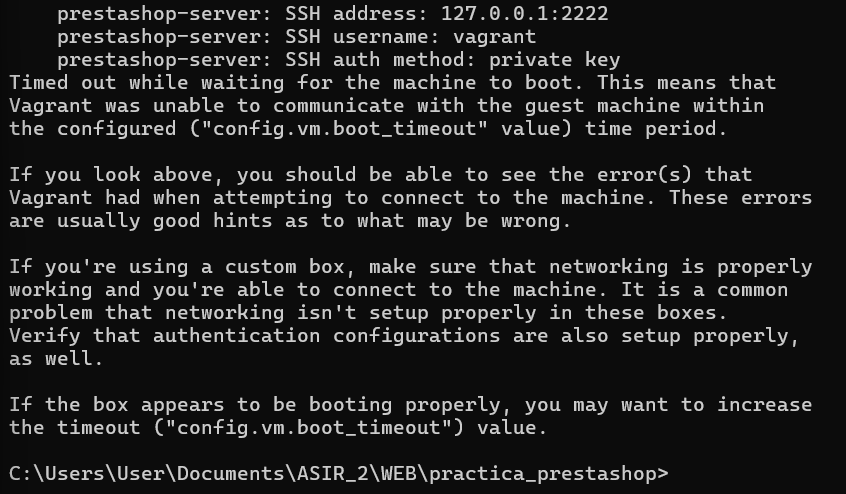 prestashop-server: SSH address: 127.0.0.1:2222
prestashop-server: SSH username: vagrant
prestashop-server: SSH auth method: private key
Timed out while waiting for the machine to boot. This means that
Vagrant was unable to communicate with the guest machine within
the configured ("config.vm.boot_timeout" value) time period.

If you look above, you should be able to see the error(s) that
Vagrant had when attempting to connect to the machine. These errors
are usually good hints as to what may be wrong.

If you're using a custom box, make sure that networking is properly
working and you're able to connect to the machine. It is a common
problem that networking isn't setup properly in these boxes.
Verify that authentication configurations are also setup properly,
as well.

If the box appears to be booting properly, you may want to increase
the timeout ("config.vm.boot_timeout") value.

C:\Users\User\Documents\ASIR_2\WEB\practica_prestashop>